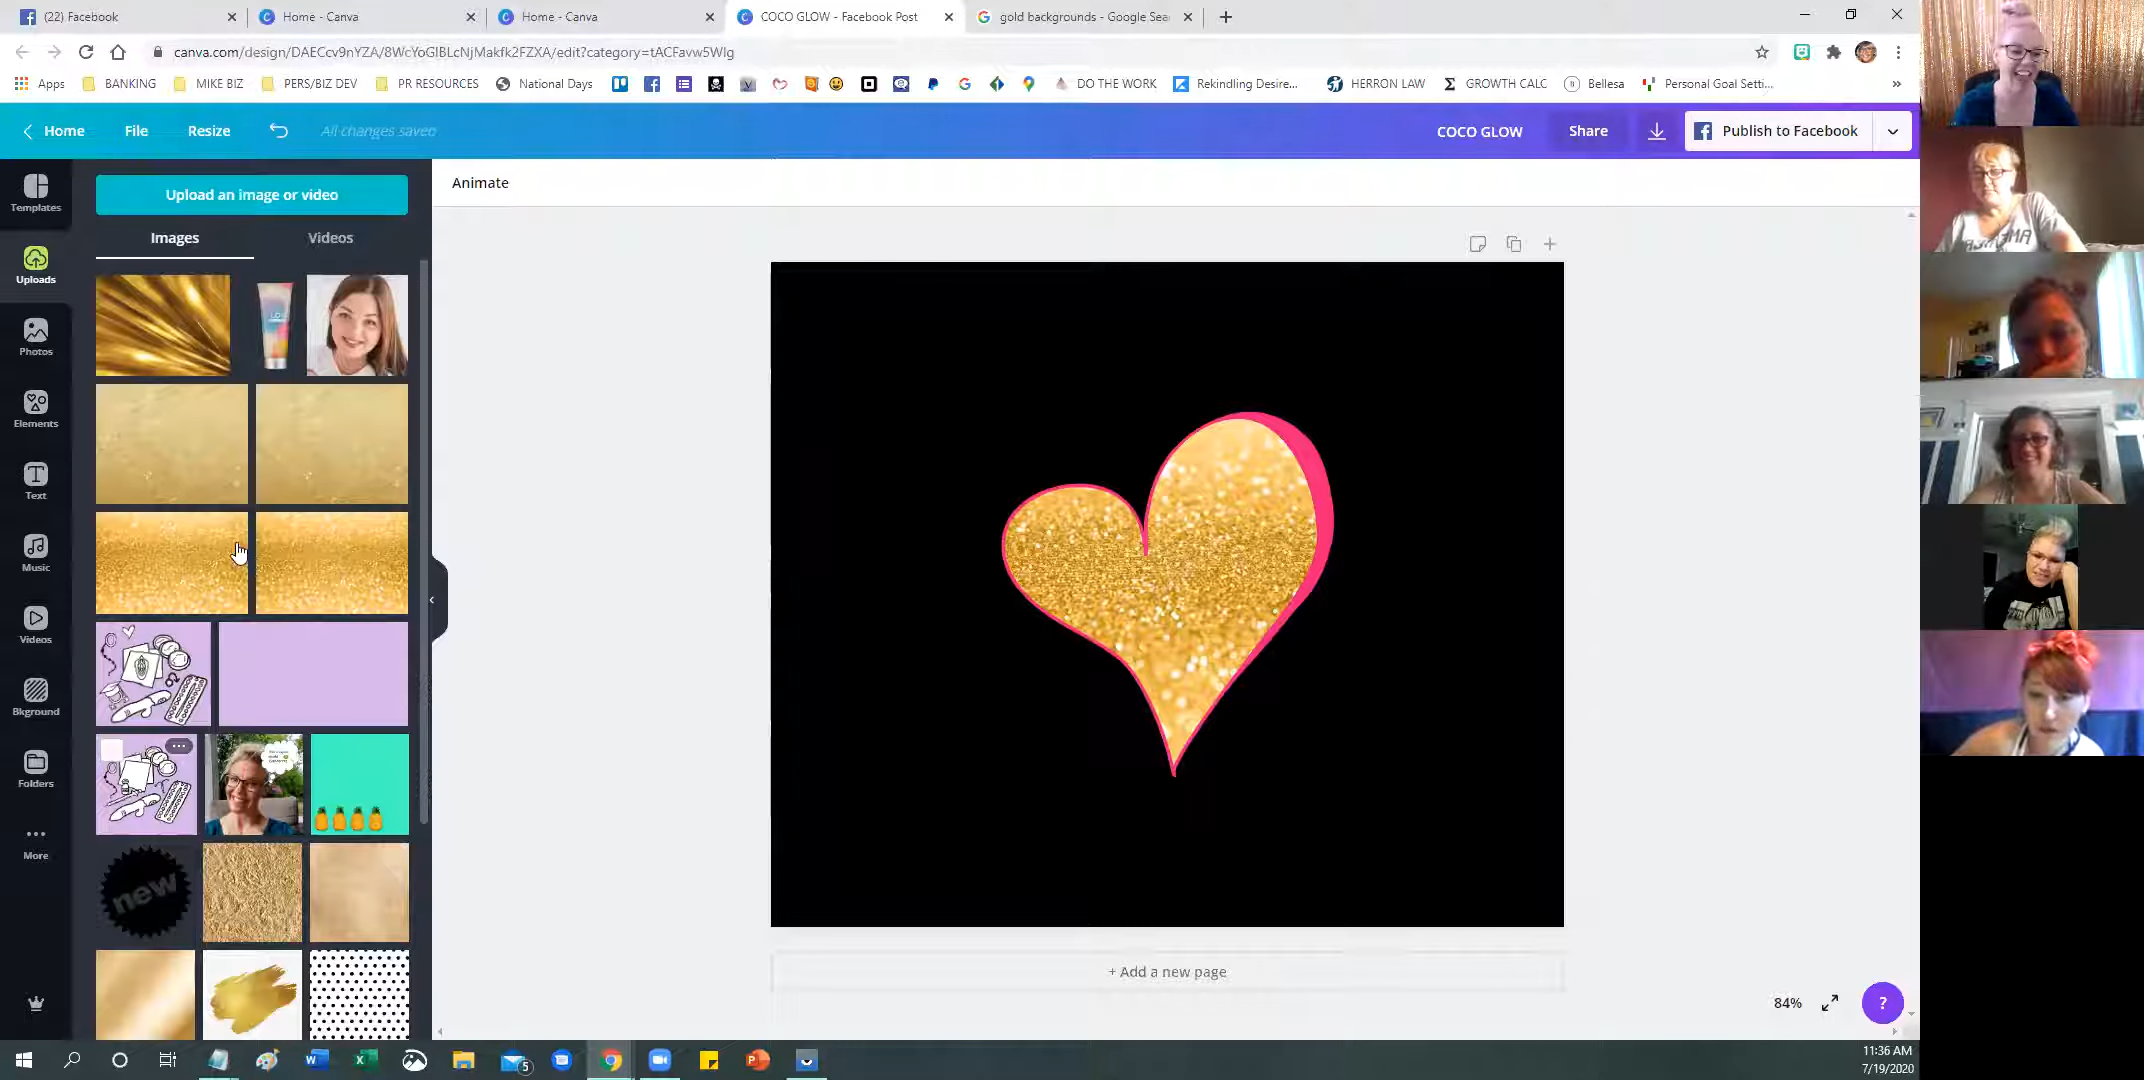 (22) Facebook
Home - Canva
Home - Canva
COCO GLOW - Facebook Post
gold backgrounds - Google Sea
canva.com/design/DAECcv9nYZA/8WcYoGlBLcNjMakfk2FZXA/edit?category=tACFavw5WIg
Apps
BANKING
MIKE BIZ
PERS/BIZ DEV
PR RESOURCES
National Days
DO THE WORK
Rekindling Desire...
HERRON LAW
GROWTH CALC
Bellesa
Personal Goal Setti...
»
Home
File
Resize
All changes saved
COCO GLOW
Share
Publish to Facebook
Templates
Uploads
Photos
Elements
Text
Music
Videos
Bkground
Folders
More
Upload an image or video
Images
Videos
new
Animate
+ Add a new page
84%
?
5
11:36 AM
7/19/2020